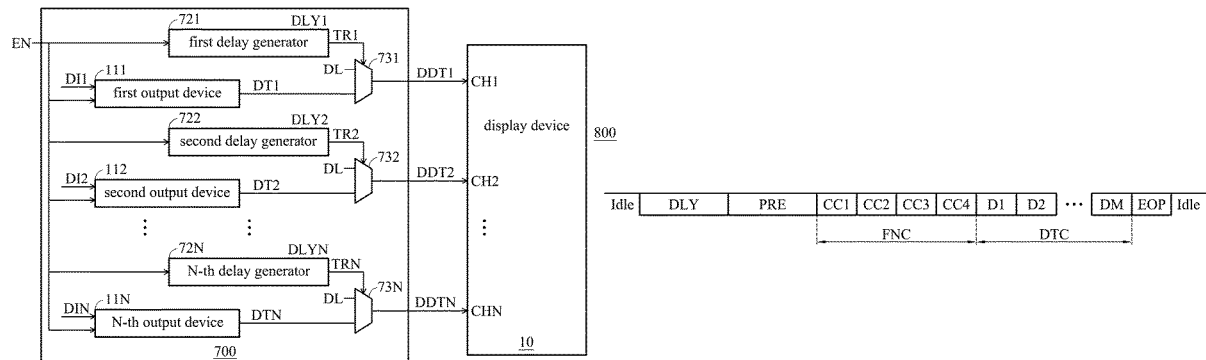 EN
721
DLY1
first delay generator
TR1
731
DL
DI1
111
first output device
DT1
DDT1
CH1
722
DLY2
second delay generator
TR2
732
DL
DI2
112
second output device
DT2
DDT2
CH2
display device
800
72N
DLYN
N-th delay generator
TRN
73N
DL
DIN
11N
N-th output device
DTN
DDTN
CHN
700
10
Idle DLY PRE CC1 CC2 CC3 CC4 D1 D2 DM EOP Idle
FNC DTC